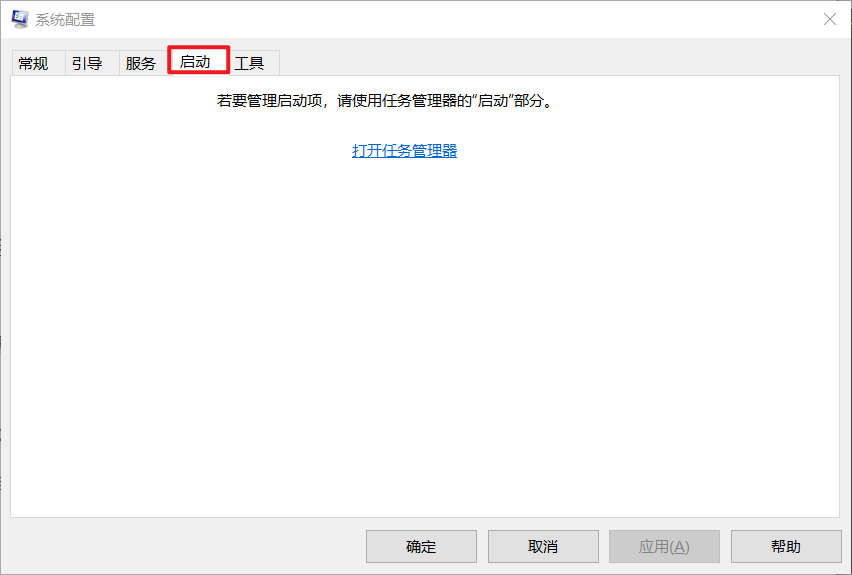 系统配置
常规 引导 服务 启动 工具
若要管理启动项，请使用任务管理器的“启动”部分。
打开任务管理器
确定 取消 应用(A) 帮助